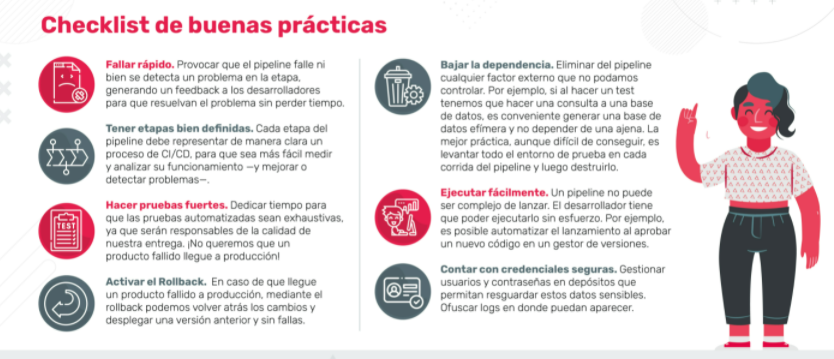 Checklist de buenas prácticas
Fallar rápido. Provocar que el pipeline falle ni
bien se detecta un problema en la etapa,
generando un feedback a los desarrolladores
para que resuelvan el problema sin perder tiempo.
Tener etapas bien definidas. Cada etapa del
pipeline debe representar de manera clara un
proceso de CI/CD, para que sea más fácil medir
y analizar su funcionamiento —y mejorar o
detectar problemas—.
Hacer pruebas fuertes. Dedicar tiempo para
que las pruebas automatizadas sean exhaustivas,
ya que serán responsables de la calidad de
nuestra entrega. ¡No queremos que un
producto fallido llegue a producción!
TEST
Activar el Rollback. En caso de que llegue
un producto fallido a producción, mediante el
rollback podemos volver atrás los cambios y
desplegar una versión anterior y sin fallas.
Bajar la dependencia. Eliminar del pipeline
cualquier factor externo que no podamos
controlar. Por ejemplo, si al hacer un test
tenemos que hacer una consulta a una base
de datos, es conveniente generar una base de
datos efímera y no depender de una ajena. La
mejor práctica, aunque difícil de conseguir, es
levantar todo el entorno de prueba en cada
corrida del pipeline y luego destruirlo.
Ejecutar fácilmente. Un pipeline no puede
ser complejo de lanzar. El desarrollador tiene
que poder ejecutarlo sin esfuerzo. Por ejemplo,
es posible automatizar el lanzamiento al aprobar
un nuevo código en un gestor de versiones.
Contar con credenciales seguras. Gestionar
usuarios y contraseñas en depósitos que
permitan resguardar estos datos sensibles.
Ofuscar logs en donde puedan aparecer.